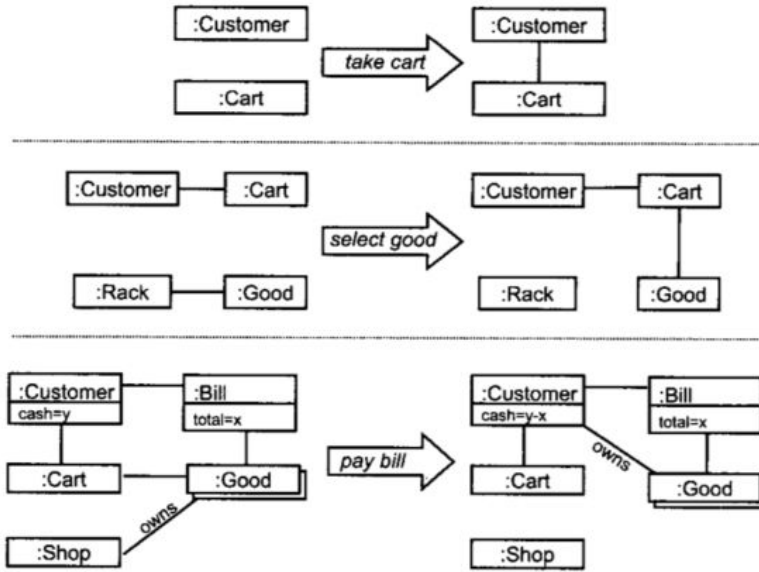 :Customer
:Customer
take cart
:Cart
:Cart
:Customer
:Cart
:Customer
:Cart
select good
:Rack
:Good
:Rack
:Good
:Customer
:Bill
:Customer
:Bill
cash=y
total=x
cash=y-x
total=x
owns
pay bill
:Cart
:Good
:Cart
:Good
owns
:Shop
:Shop